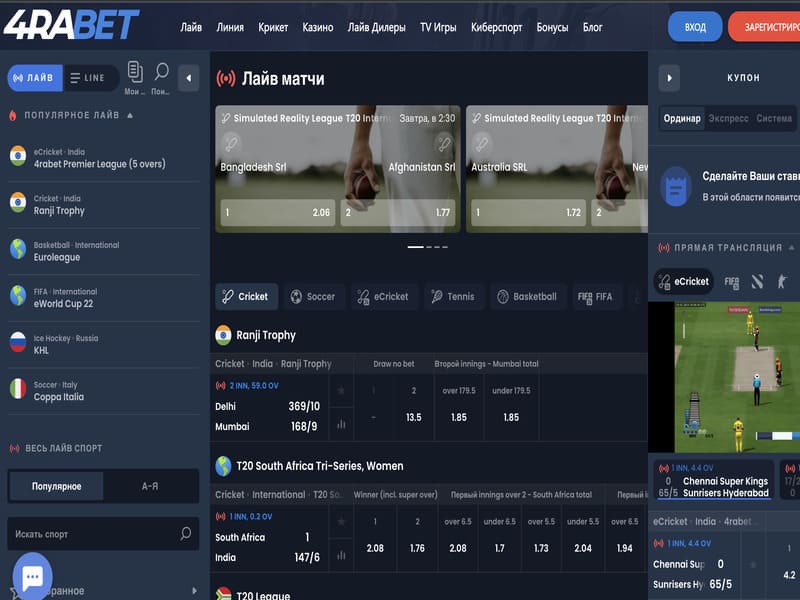 4RABET
Лайв Линия Крикет Казино Лайв Дилеры TV Игры Киберспорт Бонусы Блог
ВХОД
ЗАРЕГИСТРИРО
ЛАЙВ
LINE
Мои ...
Пои...
ПОПУЛЯРНОЕ ЛАЙВ
eCricket · India
4rabet Premier League (5 overs)
Cricket · India
Ranji Trophy
Basketball · International
Euroleague
FIFA · International
eWorld Cup 22
Ice Hockey · Russia
KHL
Soccer · Italy
Coppa Italia
ВЕСЬ ЛАЙВ СПОРТ
Популярное
А-Я
Искать спорт
бранное
Лайв матчи
Simulated Reality League T20 Interna
Завтра, в 2:30
Bangladesh Srl
Afghanistan Srl
1 2.06
2 1.77
Simulated Reality League T20 Intern
Australia SRL
New
1 1.72
2
Cricket
Soccer
eCricket
Tennis
Basketball
FIFA
Ranji Trophy
Cricket · India · Ranji Trophy
Draw no bet
Второй innings - Mumbai total
2 INN, 59.0 OV
Delhi 369/10
Mumbai 168/9
1
-
2
13.5
over 179.5
1.85
under 179.5
1.85
T20 South Africa Tri-Series, Women
Cricket · International · T20 So...
Winner (incl. super over)
Первый innings over 2 - South Africa total
Первый i
1 INN, 0.2 OV
South Africa 1
India 147/6
1
2.08
2
1.76
over 6.5
2.08
under 6.5
1.7
over 5.5
1.73
under 5.5
2.04
over 6.5
1.94
T20 League
КУПОН
Ординар
Экспресс
Система
Сделайте Ваши став
В этой области появится
ПРЯМАЯ ТРАНСЛЯЦИЯ
eCricket
FIFA
1 INN, 4.4 OV
0 Chennai Super Kings
65/5 Sunrisers Hyderabad
17/2
0
eCricket · India · 4rabet...
1 INN, 4.4 OV
Chennai Sup 0
Sunrisers Hy 65/5
1
4.2